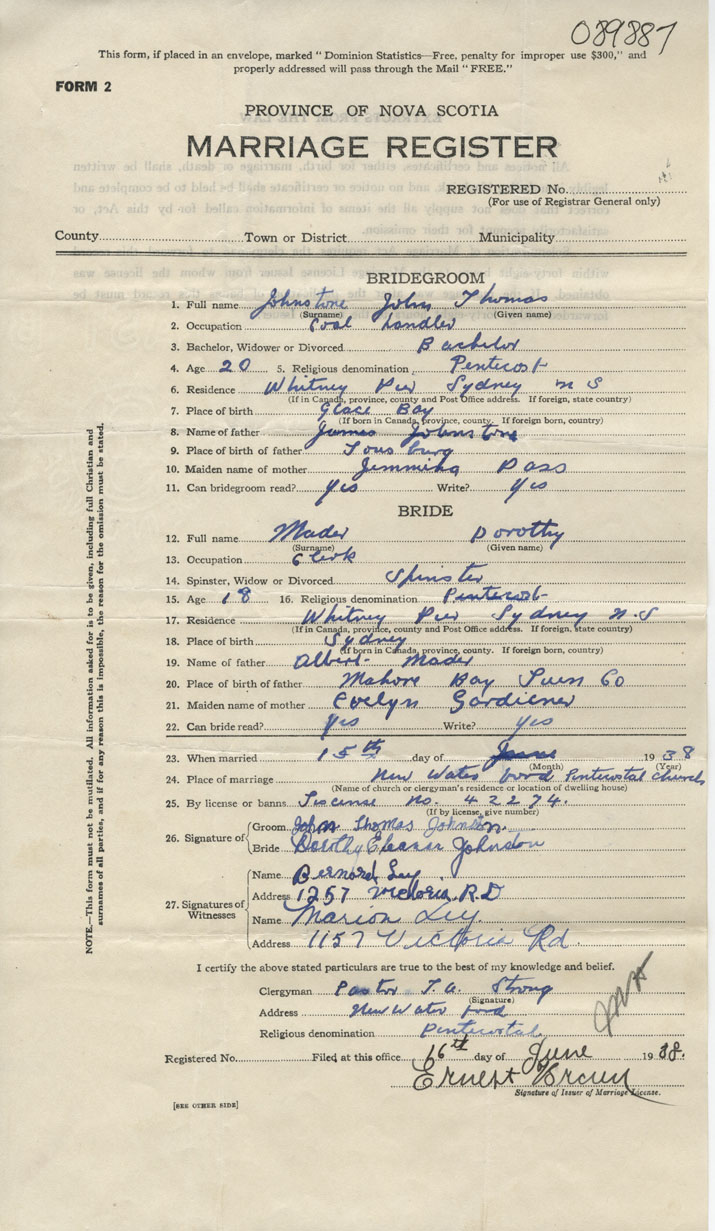 039887
This form, if placed in an envelope, marked "Dominion Statistics—Free, penalty for improper use $300," and
properly addressed will pass through the Mail "FREE."
FORM 2
PROVINCE OF NOVA SCOTIA
MARRIAGE REGISTER
REGISTERED No.
(For use of Registrar General only)
County Town or District Municipality
BRIDEGROOM
1. Full name Johnstone John Thomas
(Surname) (Given name)
2. Occupation Coal handler
3. Bachelor, Widower or Divorced Bachelor
4. Age 20 5. Religious denomination Pentecost
6. Residence Whitney Pier Sydney N S
(If in Canada, province, county and Post Office address. If foreign, state country)
7. Place of birth Glace Bay
(If born in Canada, province, county. If foreign born, country)
8. Name of father James Johnstone
9. Place of birth of father Lousburg
10. Maiden name of mother Jemmima Pass
11. Can bridegroom read? yes Write? yes
BRIDE
12. Full name Mader Dorothy
(Surname) (Given name)
13. Occupation Clerk
14. Spinster, Widow or Divorced Spinster
15. Age 18 16. Religious denomination Pentecost
17. Residence Whitney Pier Sydney N.S
(If in Canada, province, county and Post Office address. If foreign, state country)
18. Place of birth Sydney
(If born in Canada, province, county. If foreign born, country)
19. Name of father Albert Mader
20. Place of birth of father Mahone Bay Luen Co
21. Maiden name of mother Evelyn Gardiener
22. Can bride read? yes Write? yes
23. When married 15th day of June 1938
(Month) (Year)
24. Place of marriage New Waterford Pentecostal church
(Name of church or clergyman's residence or location of dwelling house)
25. By license or banns Liscense no. 42274.
(If by license, give number)
26. Signature of Groom John Thomas Johnston
Bride Dorothy Eleanor Johnston
27. Signatures of Witnesses
Name Bernard Ley
Address 1257 Victoria R.D
Name Marion Ley
Address 1157 Victoria Rd.
I certify the above stated particulars are true to the best of my knowledge and belief.
Clergyman Pastor T.A. Strong
(Signature)
Address New Waterford
Religious denomination Pentecostal
Registered No. Filed at this office 16th day of June 1938.
Ernest
Signature of Issuer of Marriage License.
[SEE OTHER SIDE]
NOTE.—This form must not be mutilated. All information asked for is to be given, including full Christian and
surnames of all parties, and if for any reason this is impossible, the reason for the omission must be stated.